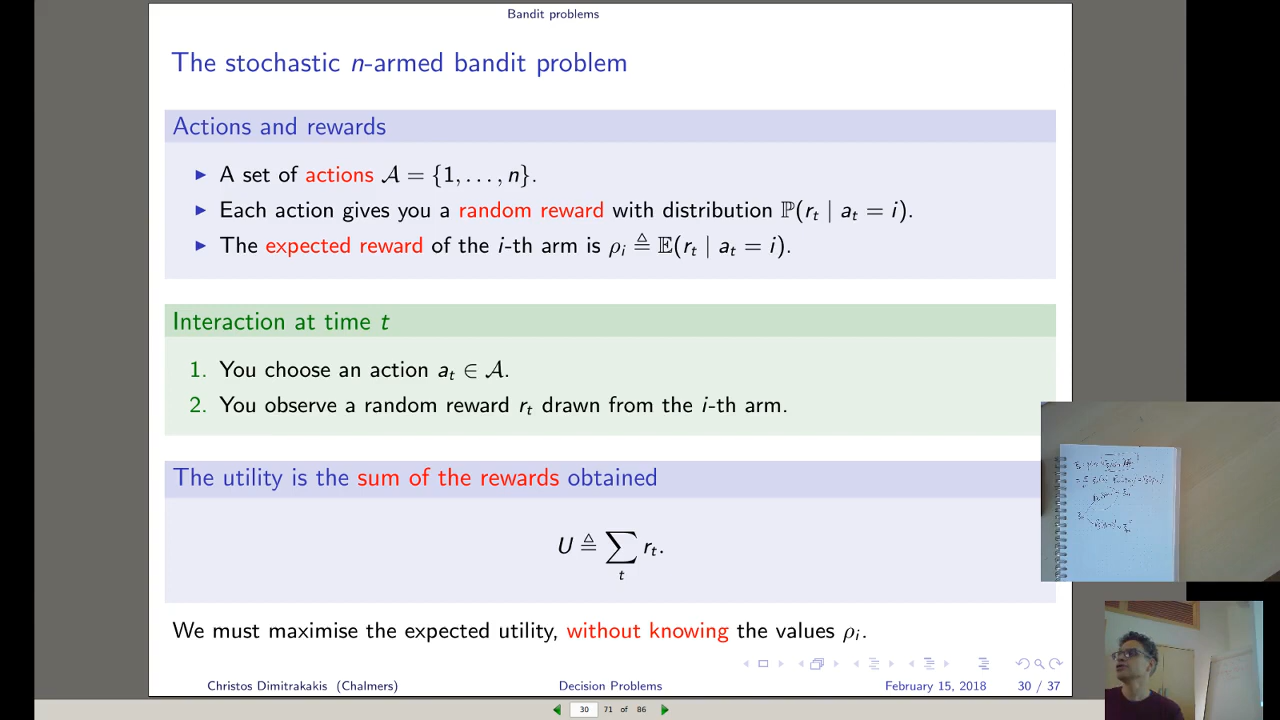 Bandit problems
The stochastic n-armed bandit problem
Actions and rewards
A set of actions 𝒜 = {1, . . . , n}.
Each action gives you a random reward with distribution ℙ(r_t | a_t = i).
The expected reward of the i-th arm is ρ_i ≜ 𝔼(r_t | a_t = i).
Interaction at time t
1. You choose an action a_t ∈ 𝒜.
2. You observe a random reward r_t drawn from the i-th arm.
The utility is the sum of the rewards obtained
U ≜ ∑_t r_t.
We must maximise the expected utility, without knowing the values ρ_i.
Christos Dimitrakakis (Chalmers) Decision Problems February 15, 2018 30 / 37
30 71 of 86